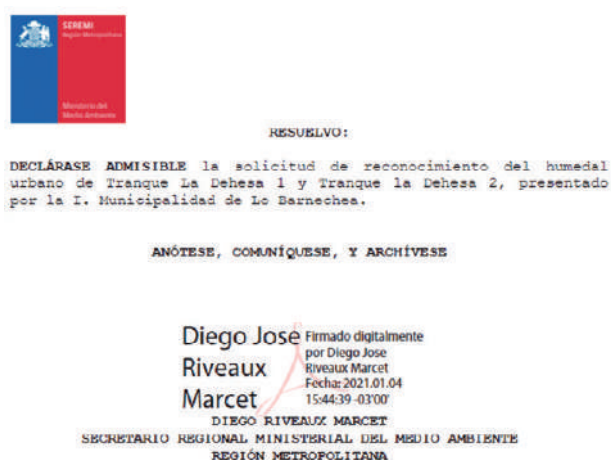 SEREMI
Región Metropolitana
Ministerio del
Medio Ambiente
RESUELVO:
DECLÁRASE ADMISIBLE la solicitud de reconocimiento del humedal
urbano de Tranque La Dehesa 1 y Tranque la Dehesa 2, presentado
por la I. Municipalidad de Lo Barnechea.
ANÓTESE, COMUNÍQUESE, Y ARCHÍVESE
Diego Jose
Riveaux
Marcet
Firmado digitalmente
por Diego Jose
Riveaux Marcet
Fecha: 2021.01.04
15:44:39 -03'00'
DIEGO RIVEAUX MARCET
SECRETARIO REGIONAL MINISTERIAL DEL MEDIO AMBIENTE
REGIÓN METROPOLITANA